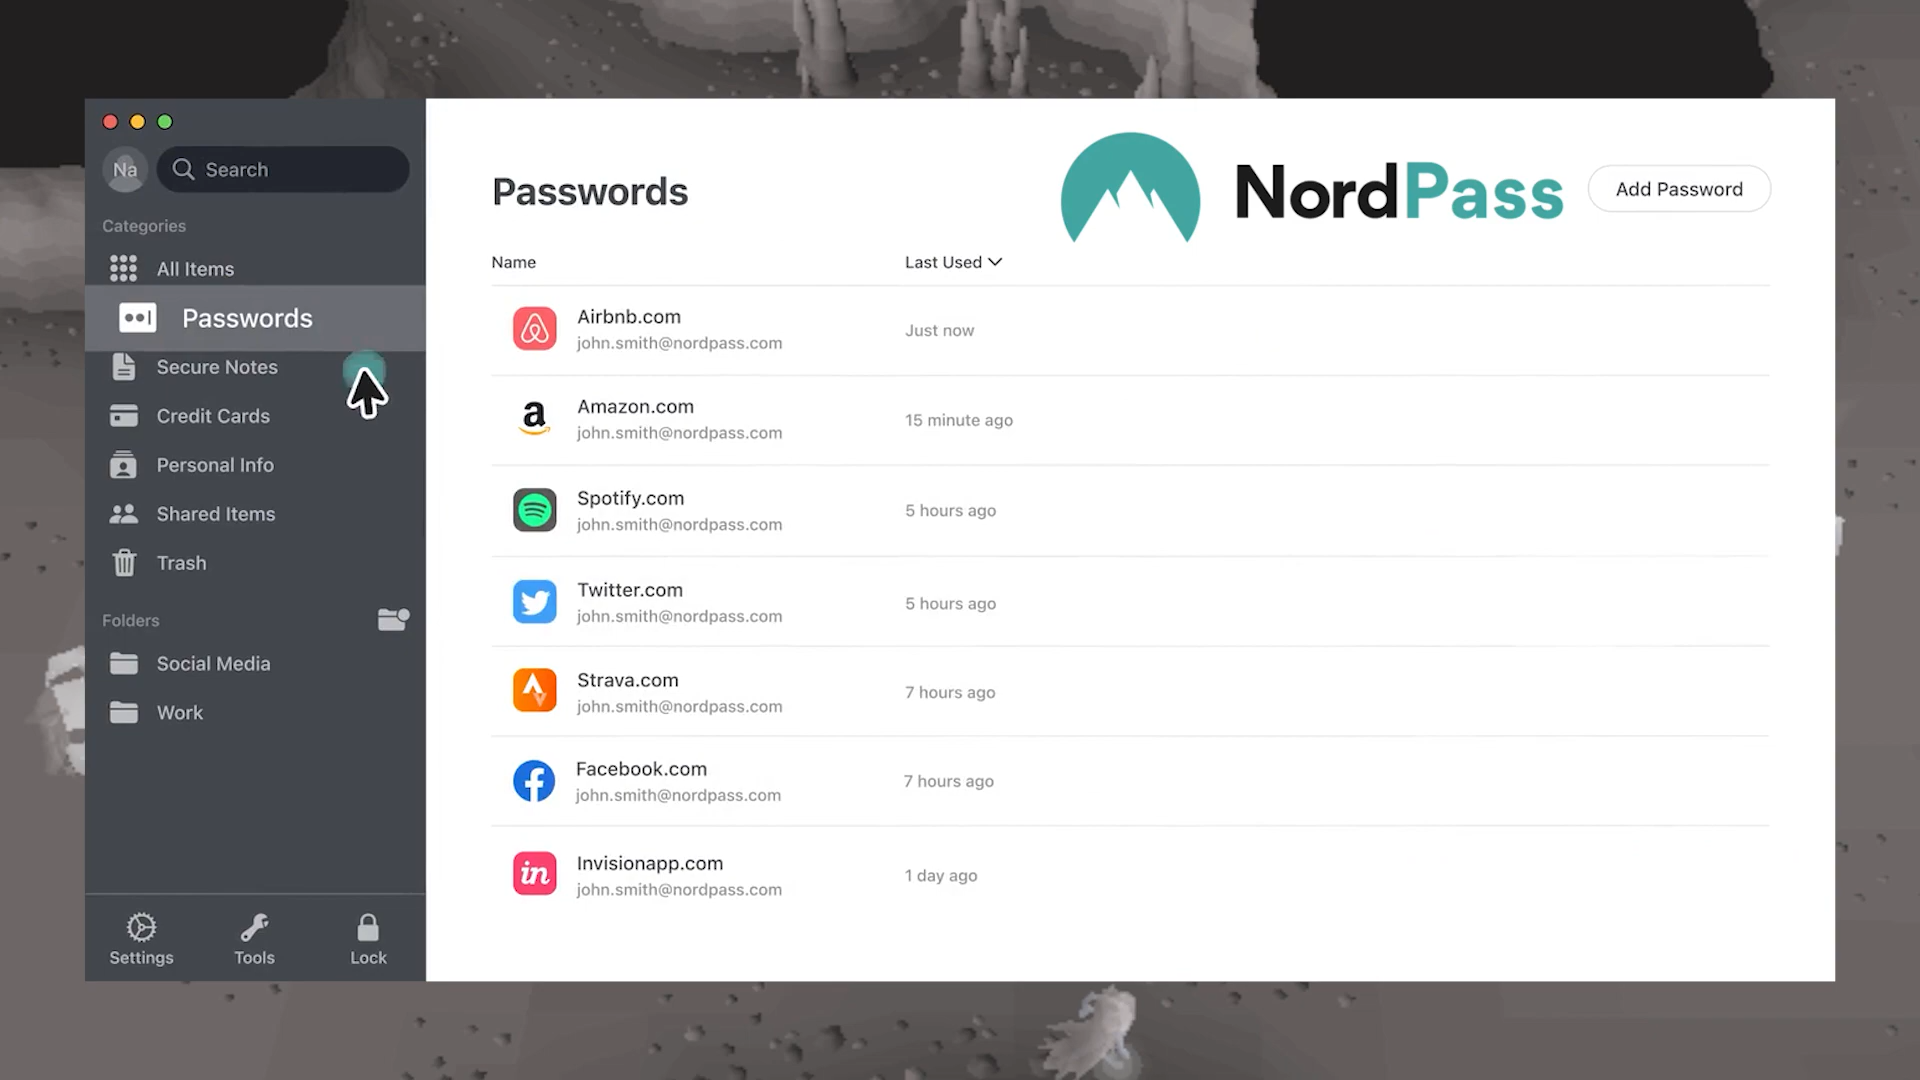 Na
Search
Categories
All Items
Passwords
Secure Notes
Credit Cards
Personal Info
Shared Items
Trash
Folders
Social Media
Work
Settings
Tools
Lock
Passwords
NordPass
Add Password
Name
Last Used
Airbnb.com
john.smith@nordpass.com
Just now
Amazon.com
john.smith@nordpass.com
15 minute ago
Spotify.com
john.smith@nordpass.com
5 hours ago
Twitter.com
john.smith@nordpass.com
5 hours ago
Strava.com
john.smith@nordpass.com
7 hours ago
Facebook.com
john.smith@nordpass.com
7 hours ago
in
Invisionapp.com
john.smith@nordpass.com
1 day ago